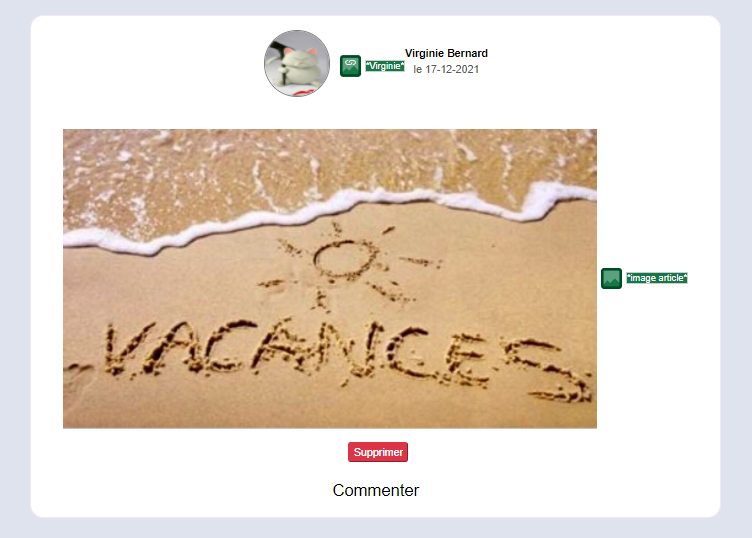 Virginie Bernard
*Virginie*
le 17-12-2021
VACANCES
*image article*
Supprimer
Commenter